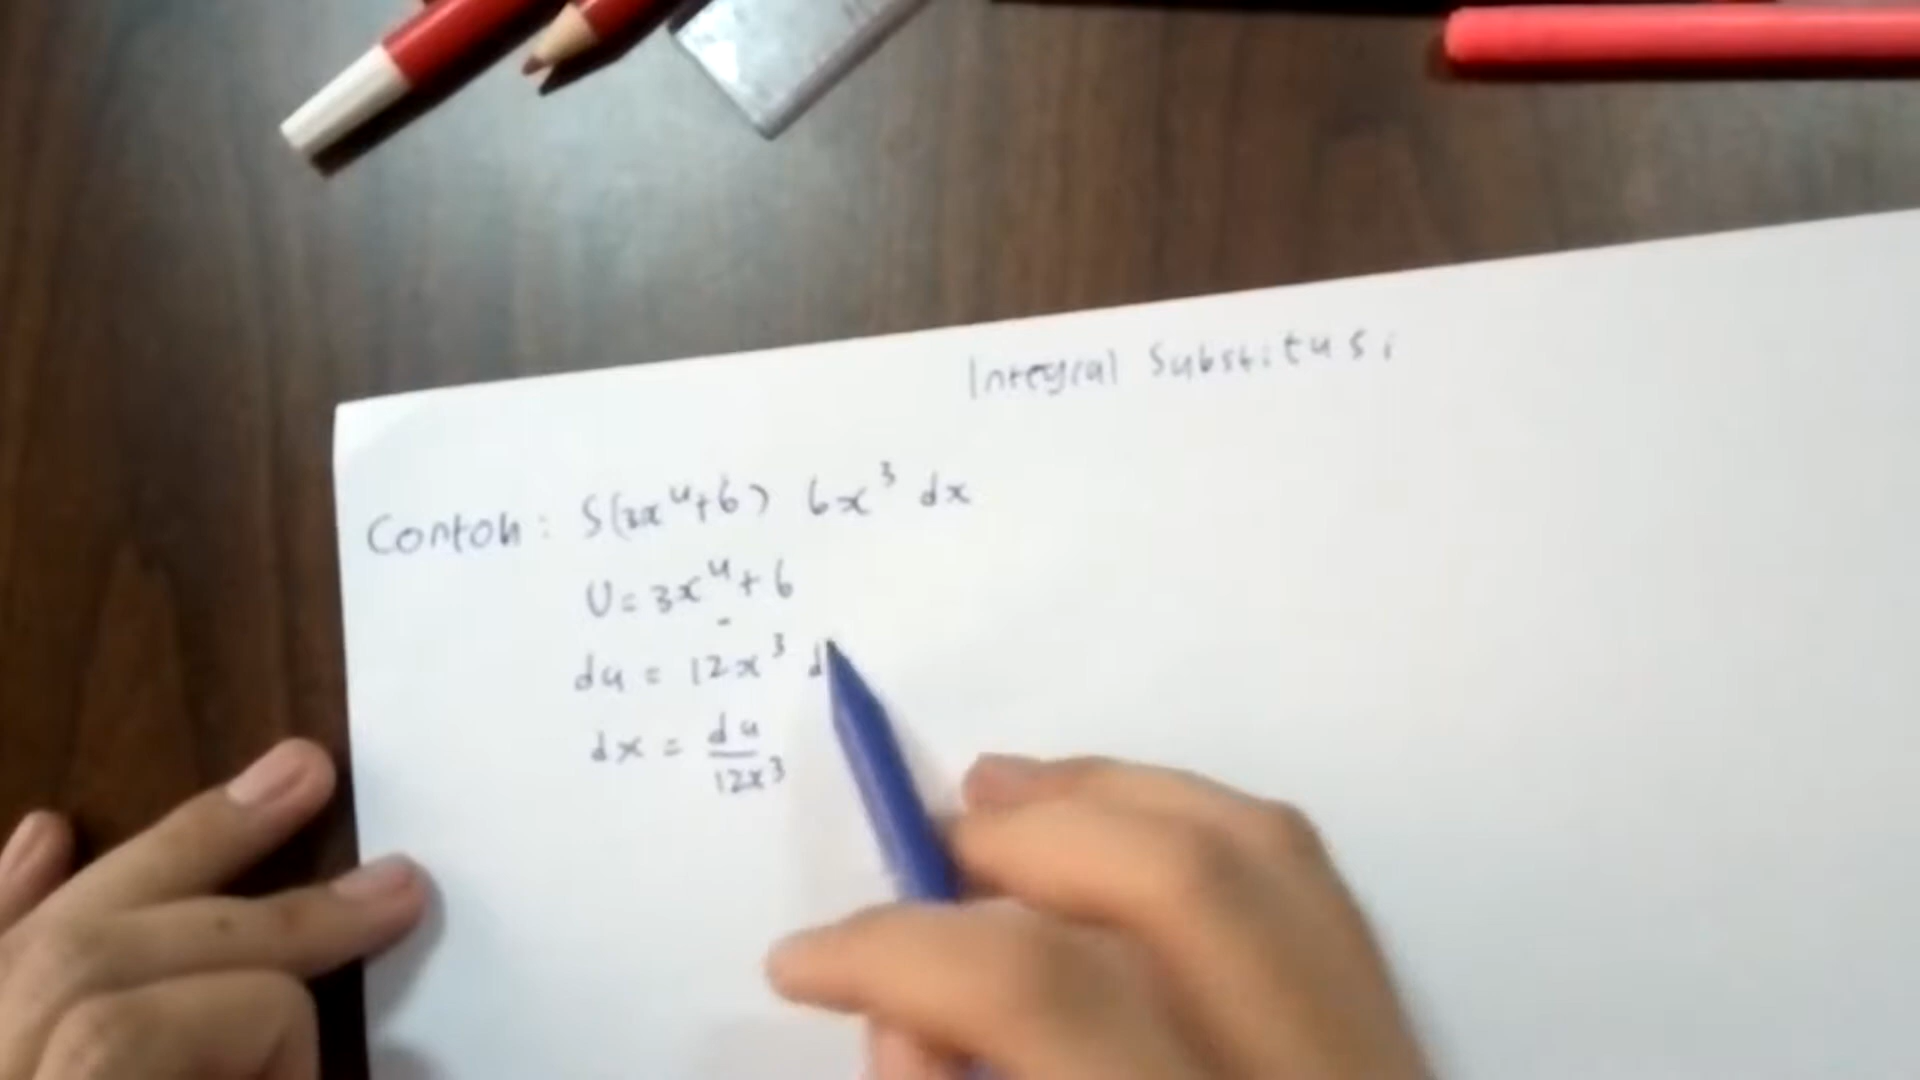 Integral Substitusi
Contoh : S(3x⁴+6) 6x³ dx
U = 3x⁴ + 6
du = 12x³ d
dx = du/12x³